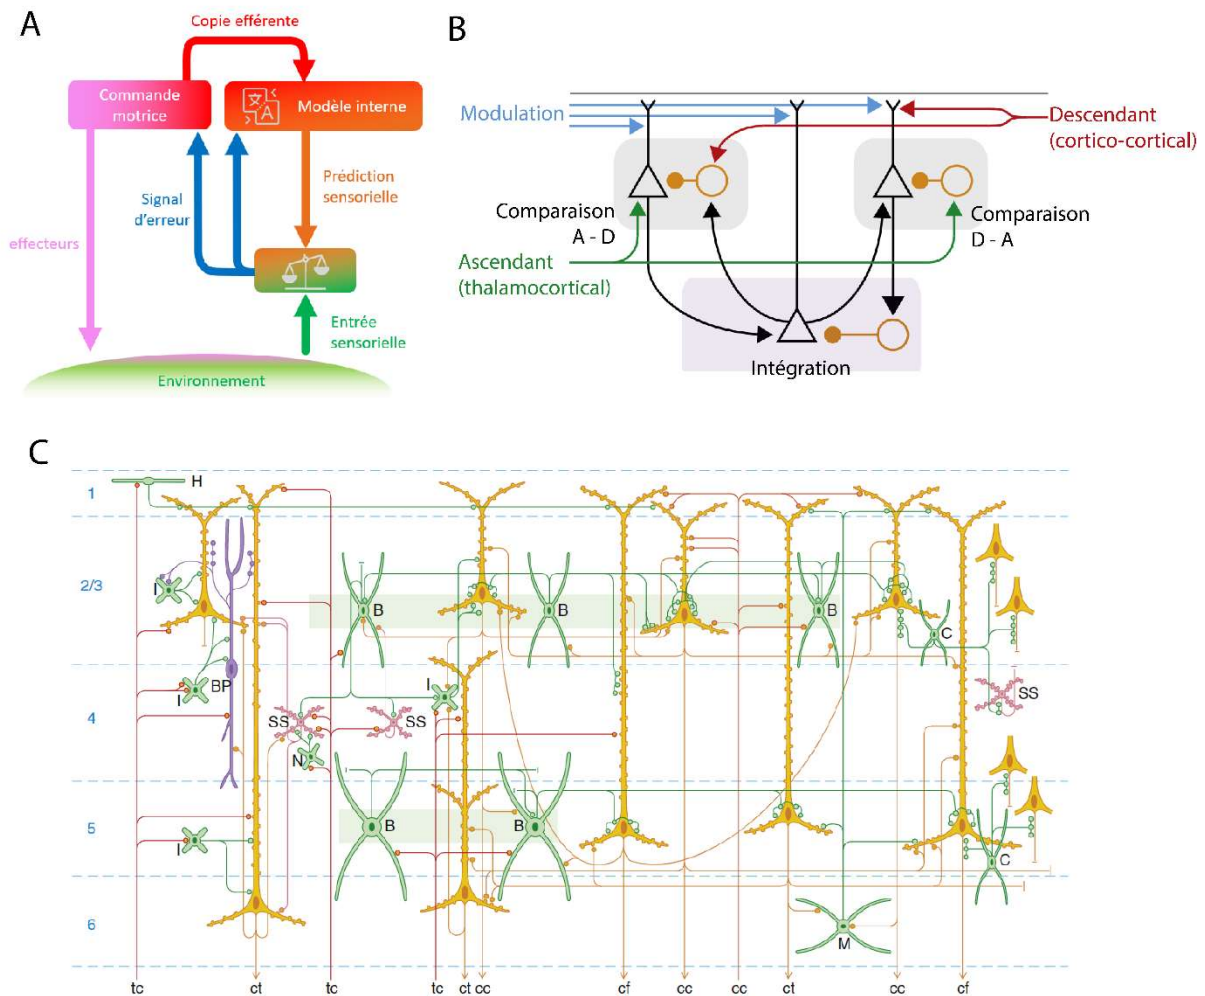 A
Copie efférente
Commande
motrice
Modèle interne
Signal
d'erreur
Prédiction
sensorielle
effecteurs
Entrée
sensorielle
Environnement
B
Modulation
Descendant
(cortico-cortical)
Comparaison
A - D
Comparaison
D - A
Ascendant
(thalamocortical)
Intégration
C
1
H
2/3
I
B
B
B
C
4
I
BP
SS
N
SS
I
SS
5
I
B
B
C
6
M
tc
ct
tc
tc
ct
cc
cf
cc
cc
ct
cc
cf